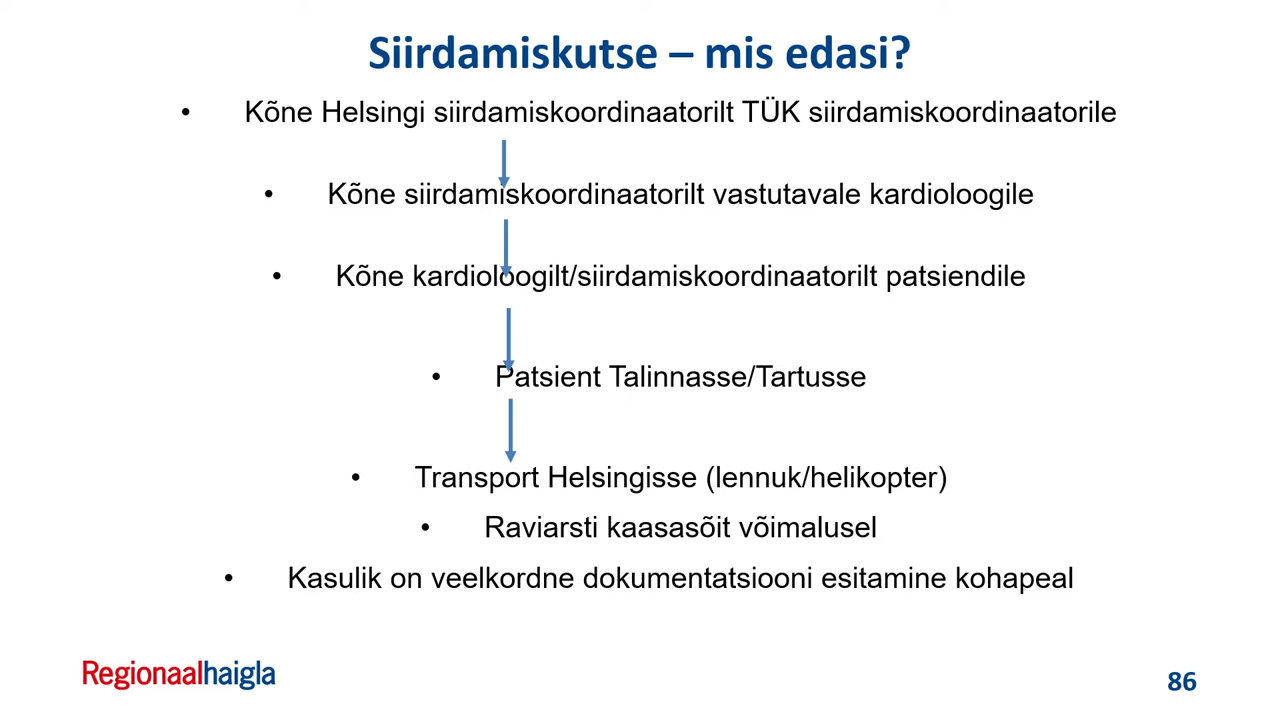 Siirdamiskutse – mis edasi?
• Kõne Helsingi siirdamiskoordinaatorilt TÜK siirdamiskoordinaatorile
• Kõne siirdamiskoordinaatorilt vastutavale kardioloogile
• Kõne kardioloogilt/siirdamiskoordinaatorilt patsiendile
• Patsient Talinnasse/Tartusse
• Transport Helsingisse (lennuk/helikopter)
• Raviarsti kaasasõit võimalusel
• Kasulik on veelkordne dokumentatsiooni esitamine kohapeal
Regionaalhaigla
86